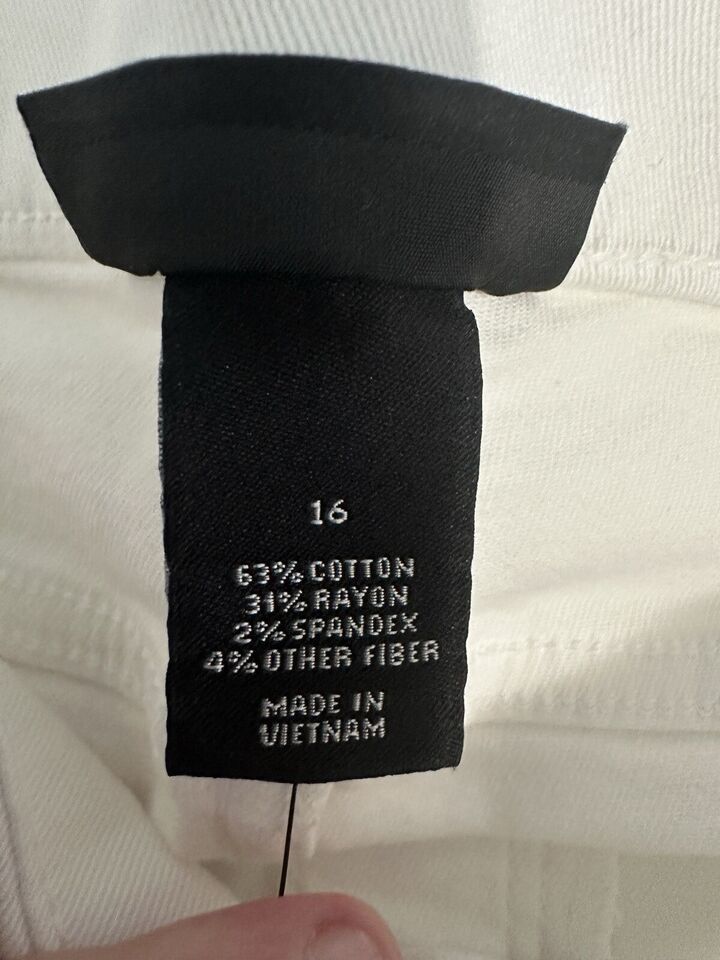 16
63% COTTON
31% RAYON
2% SPANDEX
4% OTHER FIBER
MADE IN
VIETNAM